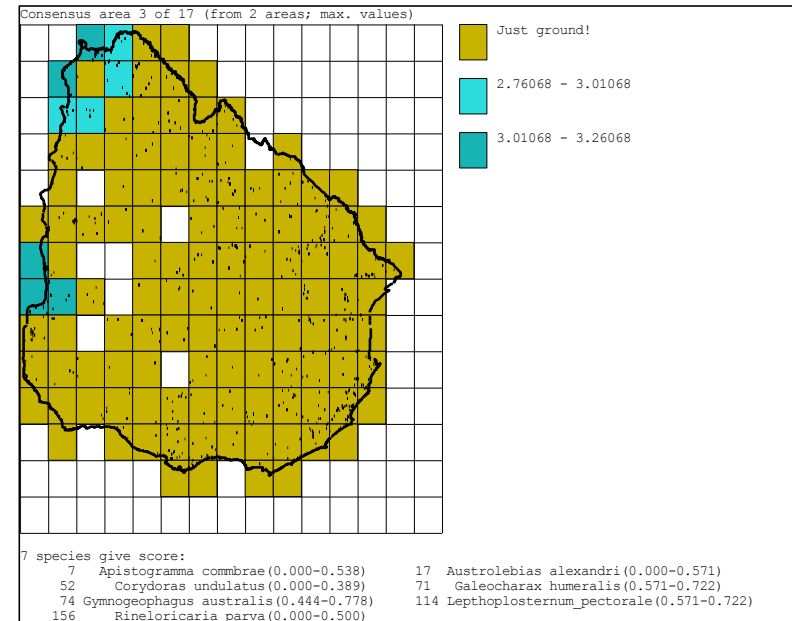 Consensus area 3 of 17 (from 2 areas; max. values)
Just ground!
2.76068 - 3.01068
3.01068 - 3.26068
7 species give score:
7 Apistogramma commbrae(0.000-0.538) 17 Austrolebias alexandri(0.000-0.571)
52 Corydoras undulatus(0.000-0.389) 71 Galeocharax humeralis(0.571-0.722)
74 Gymnogeophagus australis(0.444-0.778) 114 Lepthoplosternum_pectorale(0.571-0.722)
156 Rineloricaria parva(0.000-0.500)